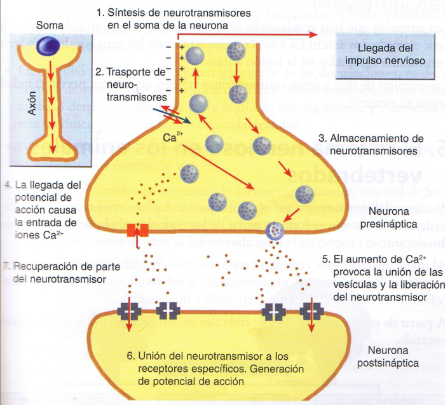 Soma
Axón
1. Síntesis de neurotransmisores
en el soma de la neurona
Llegada del
impulso nervioso
2. Trasporte de
neuro-
transmisores
Ca²⁺
3. Almacenamiento de
neurotransmisores
4. La llegada del
potencial de
acción causa
la entrada de
iones Ca²⁻
Neurona
presináptica
7. Recuperación de parte
del neurotransmisor
5. El aumento de Ca²⁺
provoca la unión de las
vesículas y la liberación
del neurotransmisor
6. Unión del neurotransmisor a los
receptores específicos. Generación
de potencial de acción
Neurona
postsináptica